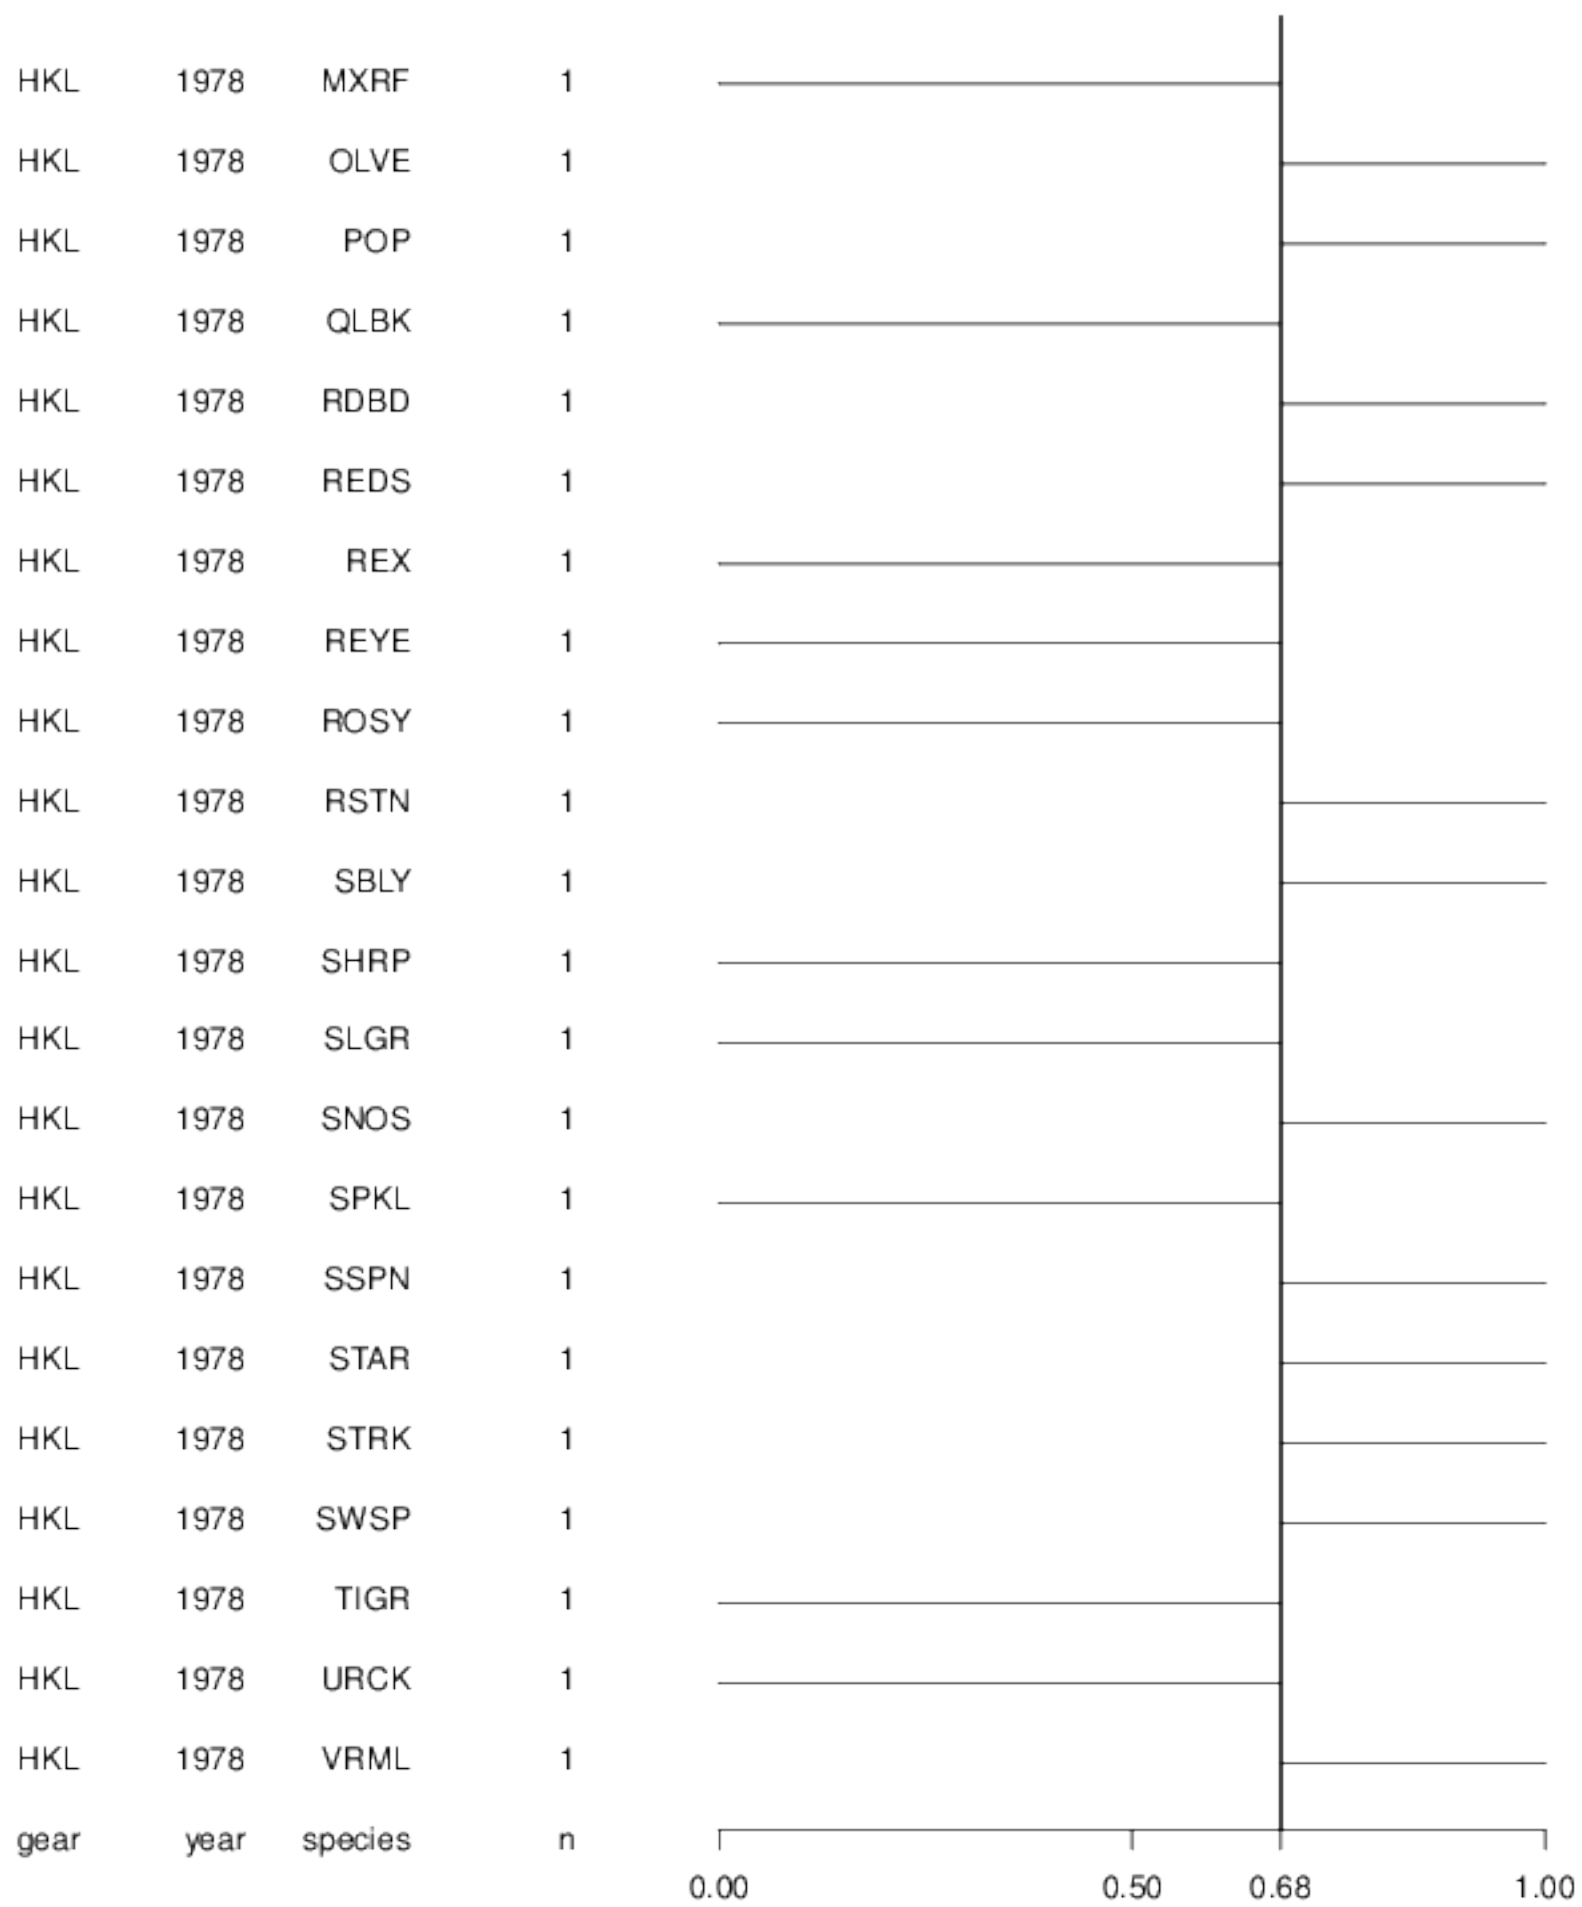 HKL 1978 MXRF 1
HKL 1978 OLVE 1
HKL 1978 POP 1
HKL 1978 QLBK 1
HKL 1978 RDBD 1
HKL 1978 REDS 1
HKL 1978 REX 1
HKL 1978 REYE 1
HKL 1978 ROSY 1
HKL 1978 RSTN 1
HKL 1978 SBLY 1
HKL 1978 SHRP 1
HKL 1978 SLGR 1
HKL 1978 SNOS 1
HKL 1978 SPKL 1
HKL 1978 SSPN 1
HKL 1978 STAR 1
HKL 1978 STRK 1
HKL 1978 SWSP 1
HKL 1978 TIGR 1
HKL 1978 URCK 1
HKL 1978 VRML 1
gear year species n
0.00 0.50 0.68 1.00